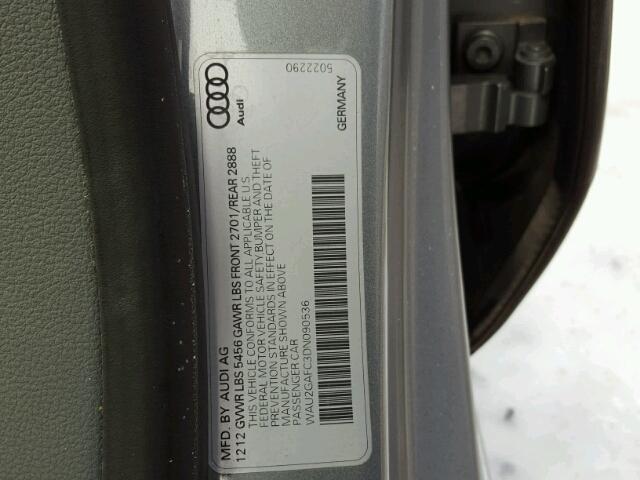 MFD. BY AUDI AG
12 12 GVWR LBS 5456 GAWR LBS FRONT 2701/REAR 2888
THIS VEHICLE CONFORMS TO ALL APPLICABLE U.S
FEDERAL MOTOR VEHICLE SAFETY, BUMPER AND THEFT
PREVENTION STANDARDS IN EFFECT ON THE DATE OF
MANUFACTURE SHOWN ABOVE
PASSENGER CAR
WAU2GAFC3DN090536
Audi
5022290
GERMANY